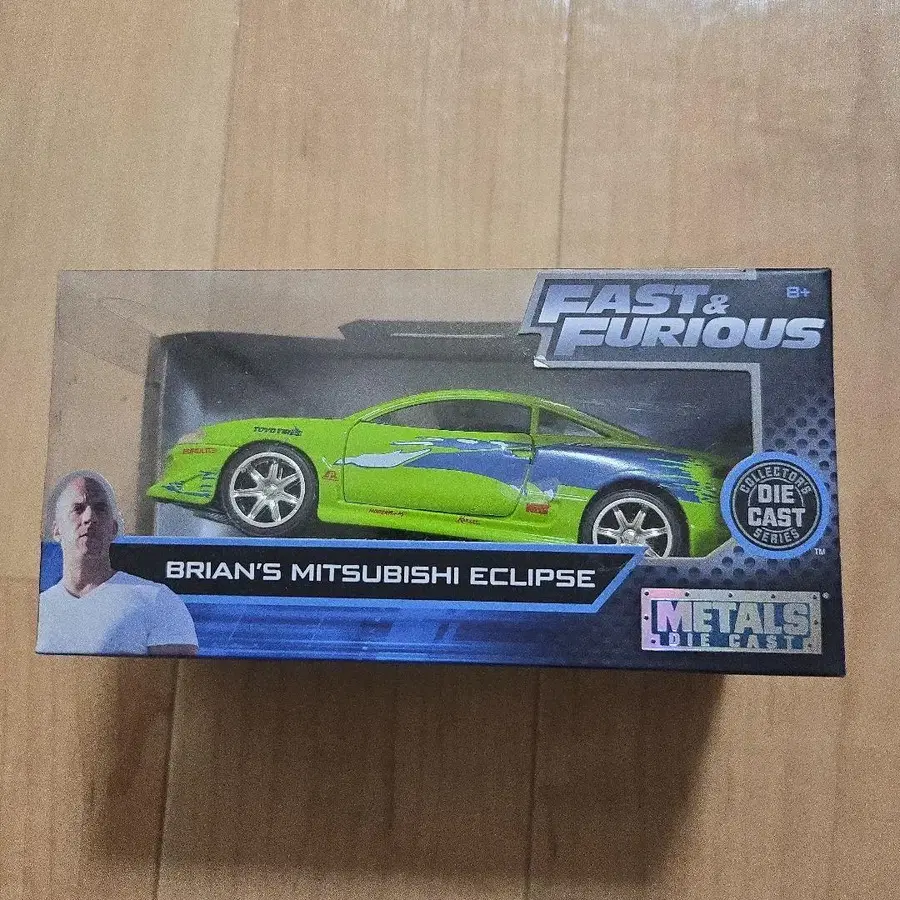 FAST &
FURIOUS
8+
TOYO TIRES
COLLECTOR'S
DIE
CAST
SERIES
TM
BRIAN'S MITSUBISHI ECLIPSE
METALS
DIE CAST
®